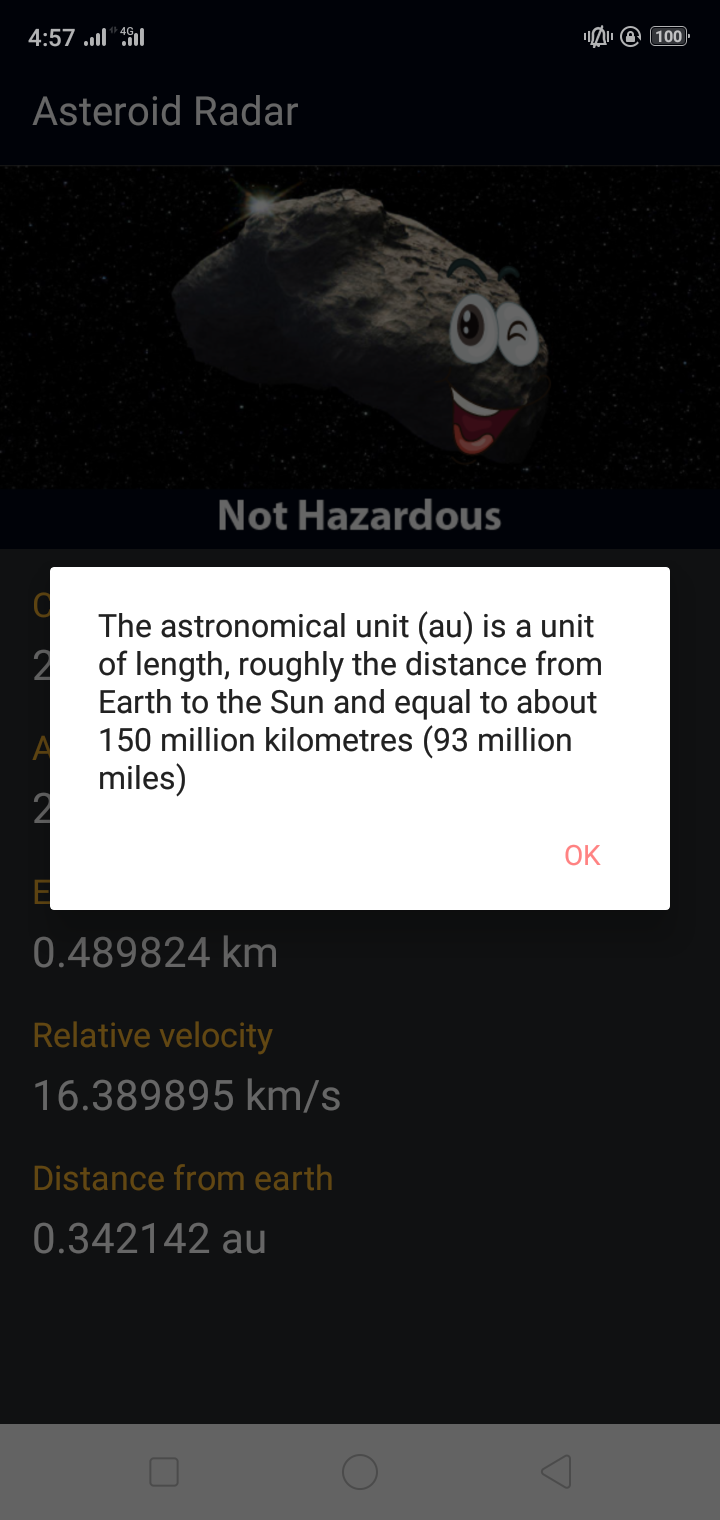 4:57 4G 100
Asteroid Radar
Not Hazardous
The astronomical unit (au) is a unit
of length, roughly the distance from
Earth to the Sun and equal to about
150 million kilometres (93 million
miles)
OK
0.489824 km
Relative velocity
16.389895 km/s
Distance from earth
0.342142 au